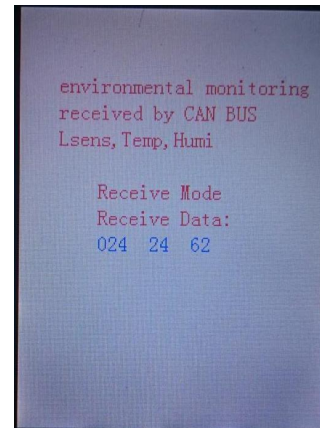 environmental monitoring
received by CAN BUS
Lsens, Temp, Humi
Receive Mode
Receive Data:
024 24 62